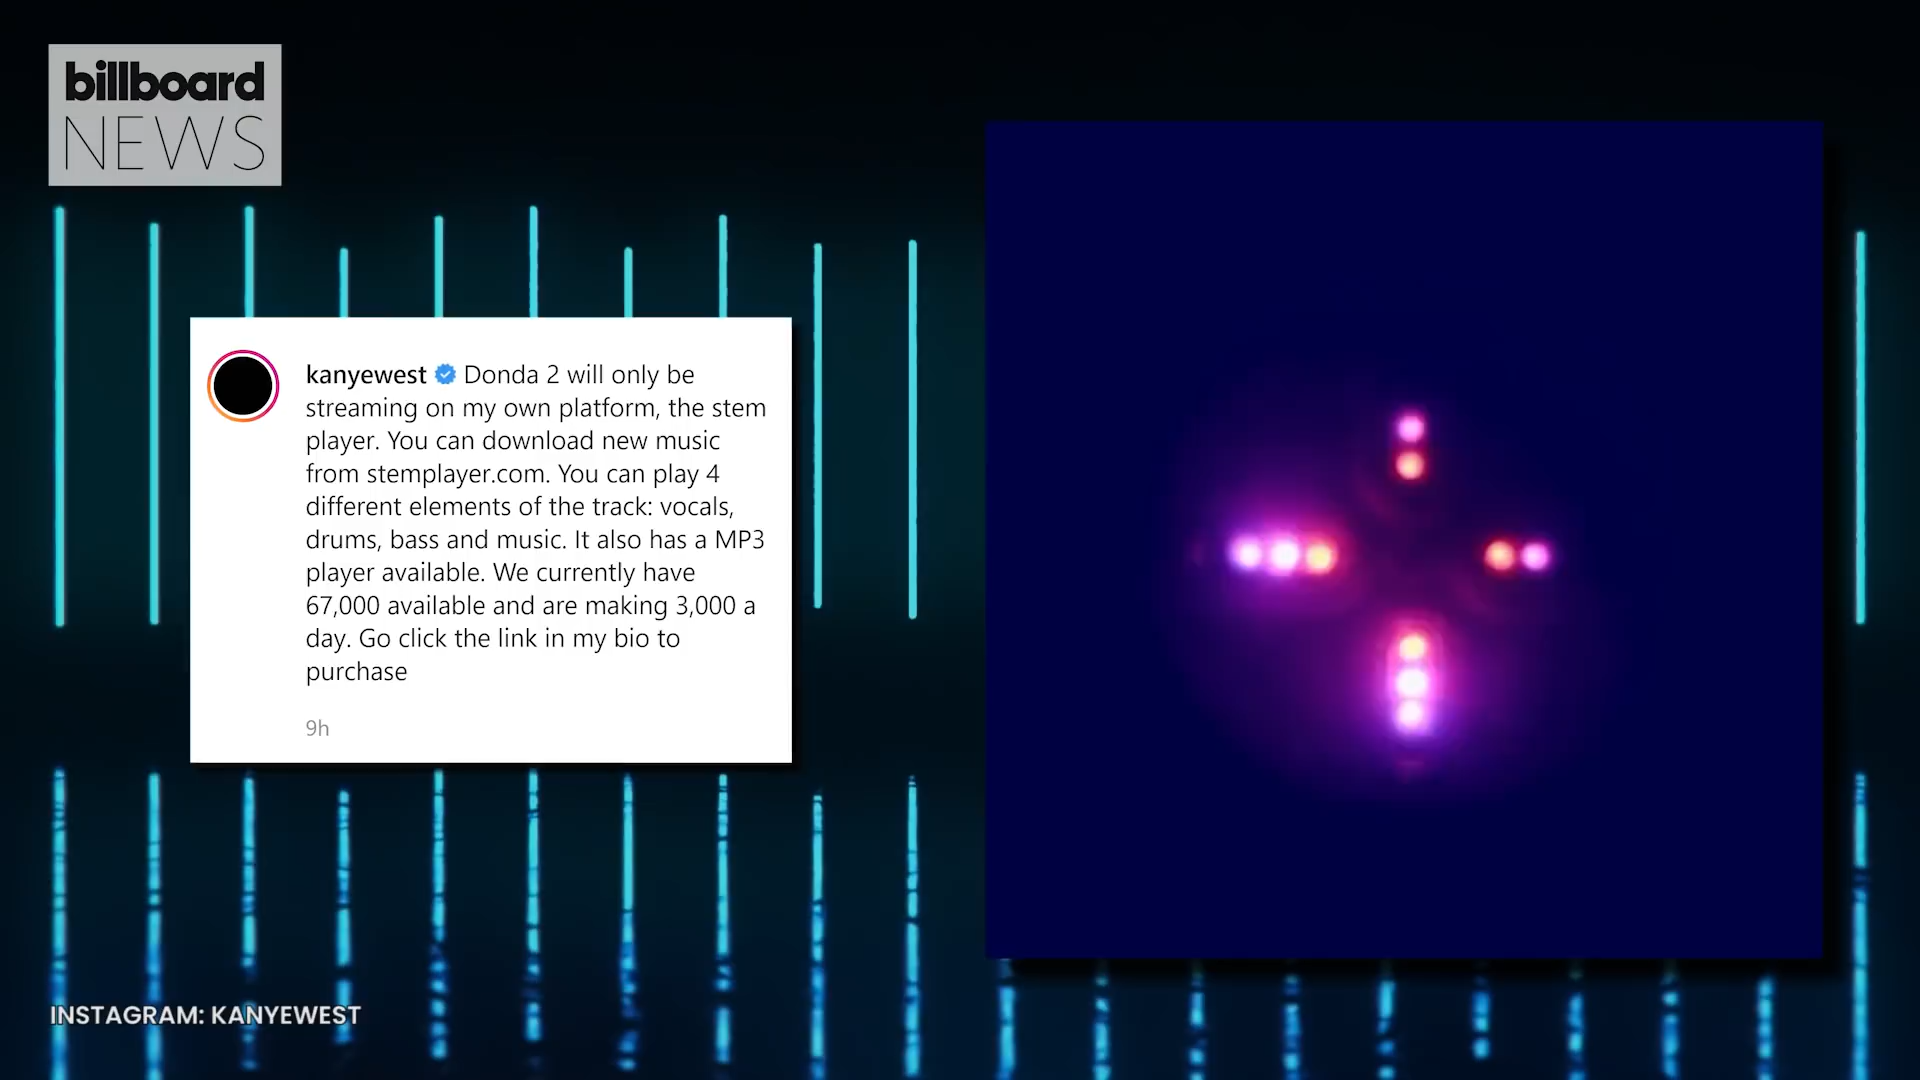 billboard
NEWS
kanyewest Donda 2 will only be
streaming on my own platform, the stem
player. You can download new music
from stemplayer.com. You can play 4
different elements of the track: vocals,
drums, bass and music. It also has a MP3
player available. We currently have
67,000 available and are making 3,000 a
day. Go click the link in my bio to
purchase
9h
INSTAGRAM: KANYEWEST